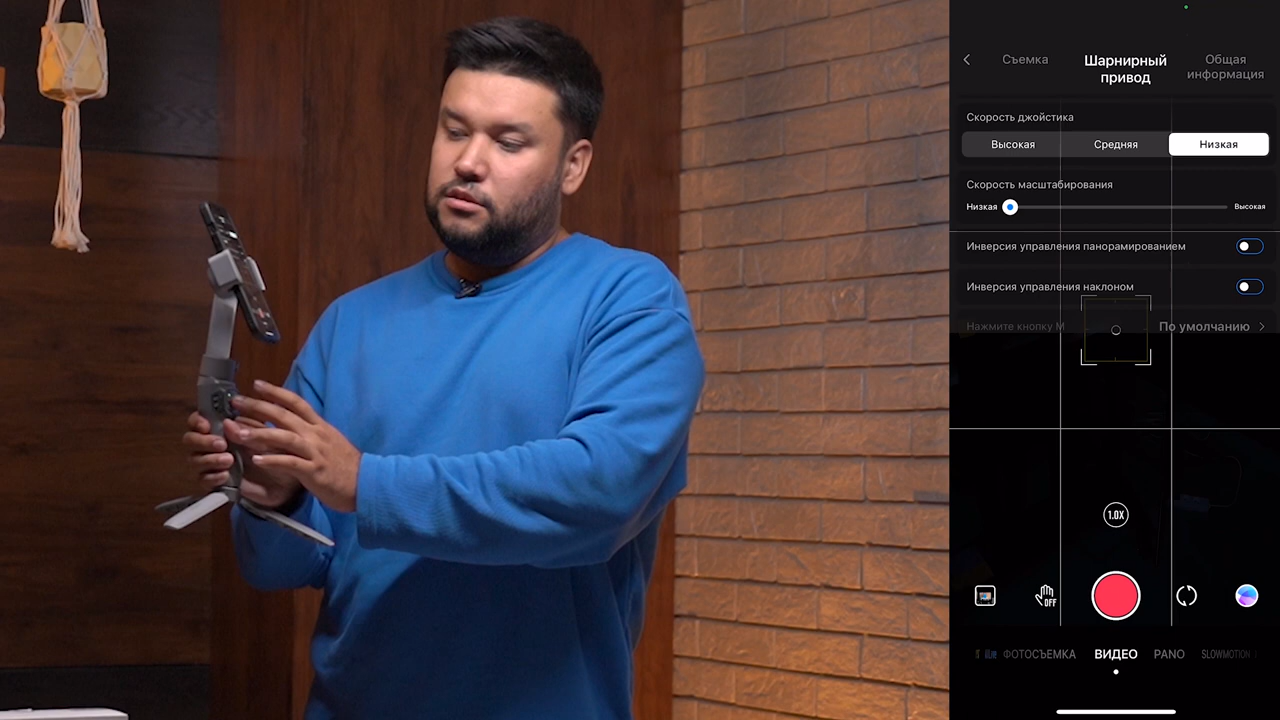 Съемка
Шарнирный
привод
Общая
информация
Скорость джойстика
Высокая
Средняя
Низкая
Скорость масштабирования
Низкая
Высокая
Инверсия управления панорамированием
Инверсия управления наклоном
Нажмите кнопку М
По умолчанию
1.0X
OFF
ФОТОСЪЕМКА
ВИДЕО
PANO
SLOWMOTION